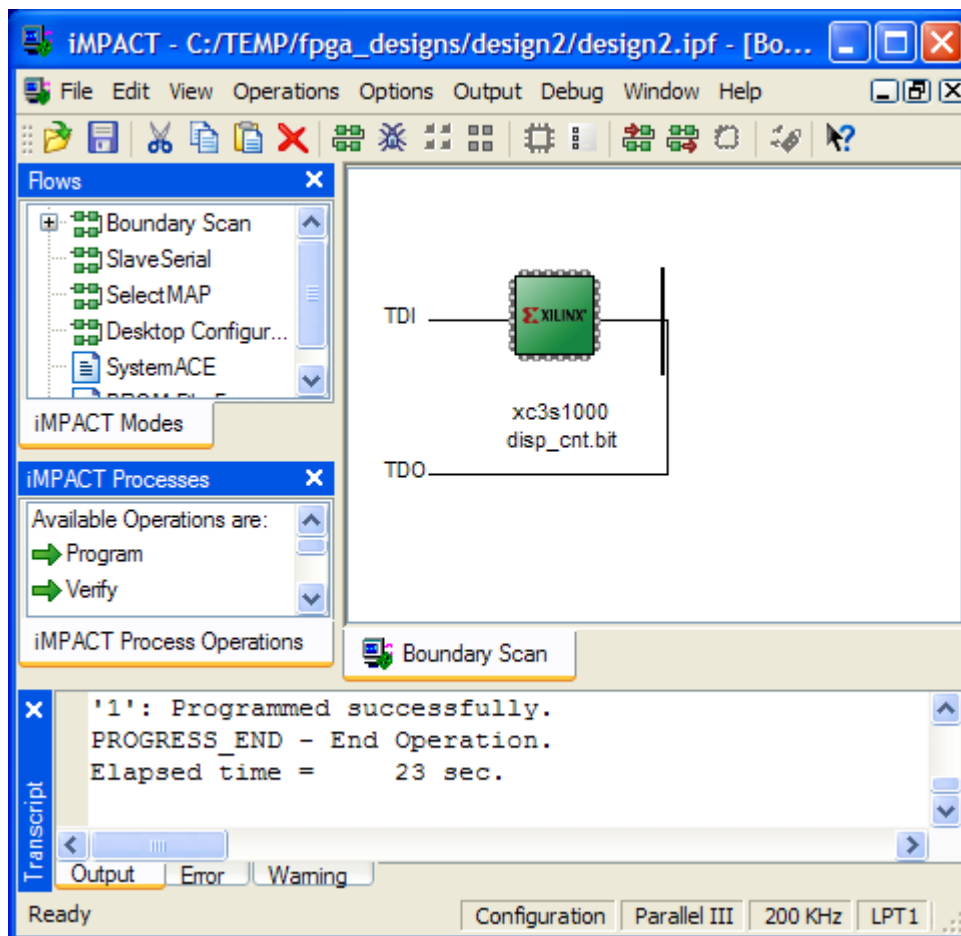 iMPACT - C:/TEMP/fpga_designs/design2/design2.ipf - [Bo...
File Edit View Operations Options Output Debug Window Help
Flows
Boundary Scan
SlaveSerial
SelectMAP
Desktop Configur...
SystemACE
iMPACT Modes
iMPACT Processes
Available Operations are:
Program
Verify
iMPACT Process Operations
TDI
XILINX
xc3s1000
disp_cnt.bit
TDO
Boundary Scan
Transcript
'1': Programmed successfully.
PROGRESS_END - End Operation.
Elapsed time =     23 sec.
Output Error Warning
Ready Configuration Parallel III 200 KHz LPT1